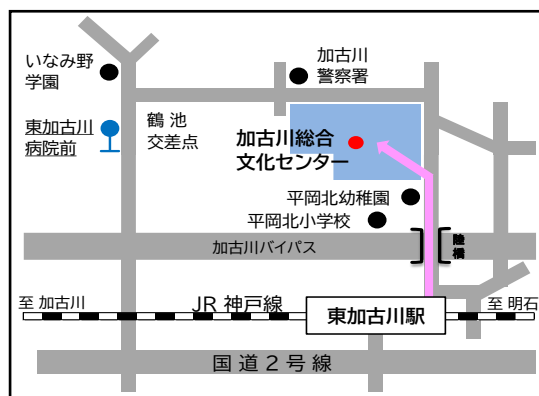 いなみ野
学園
加古川
警察署
東加古川
病院前
鶴 池
交差点
加古川総合
文化センター
平岡北幼稚園
平岡北小学校
加古川バイパス
陸橋
至 加古川
JR 神戸線
東加古川駅
至 明石
国 道 2 号 線